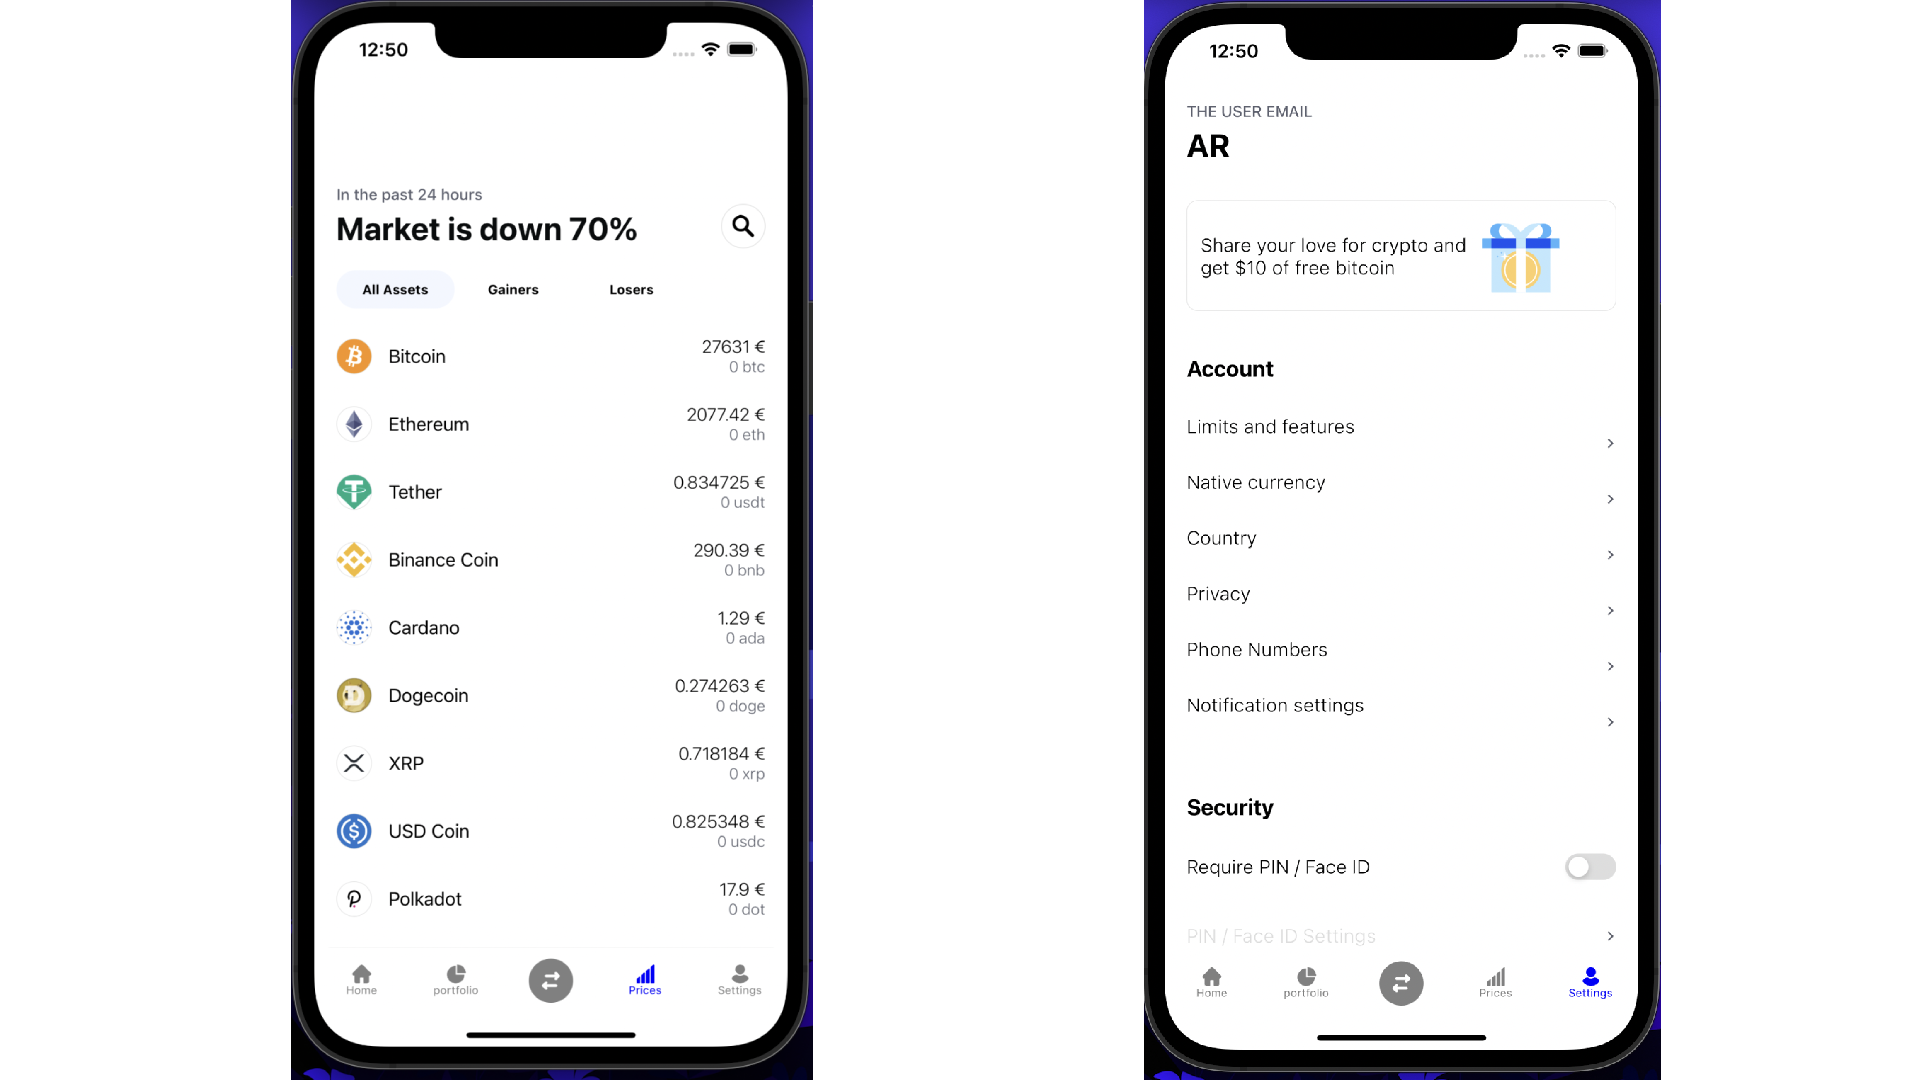 12:50
In the past 24 hours
Market is down 70%
All Assets Gainers Losers
Bitcoin 27631 €
0 btc
Ethereum 2077.42 €
0 eth
Tether 0.834725 €
0 usdt
Binance Coin 290.39 €
0 bnb
Cardano 1.29 €
0 ada
Dogecoin 0.274263 €
0 doge
XRP 0.718184 €
0 xrp
USD Coin 0.825348 €
0 usdc
Polkadot 17.9 €
0 dot
Home portfolio Prices Settings
12:50
THE USER EMAIL
AR
Share your love for crypto and
get $10 of free bitcoin
Account
Limits and features
Native currency
Country
Privacy
Phone Numbers
Notification settings
Security
Require PIN / Face ID
PIN / Face ID Settings
Home portfolio Prices Settings